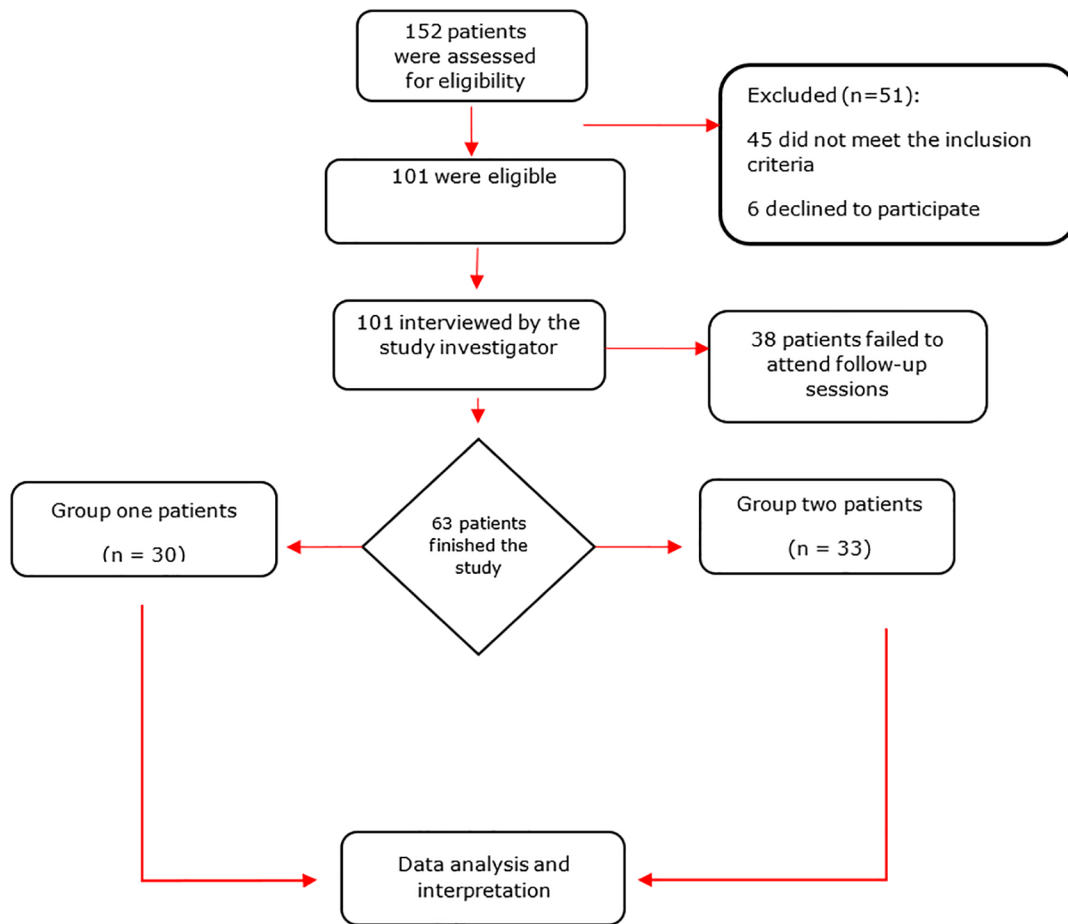 152 patients
were assessed
for eligibility
Excluded (n=51):
45 did not meet the inclusion
criteria
6 declined to participate
101 were eligible
101 interviewed by the
study investigator
38 patients failed to
attend follow-up
sessions
Group one patients
(n = 30)
63 patients
finished the
study
Group two patients
(n = 33)
Data analysis and
interpretation